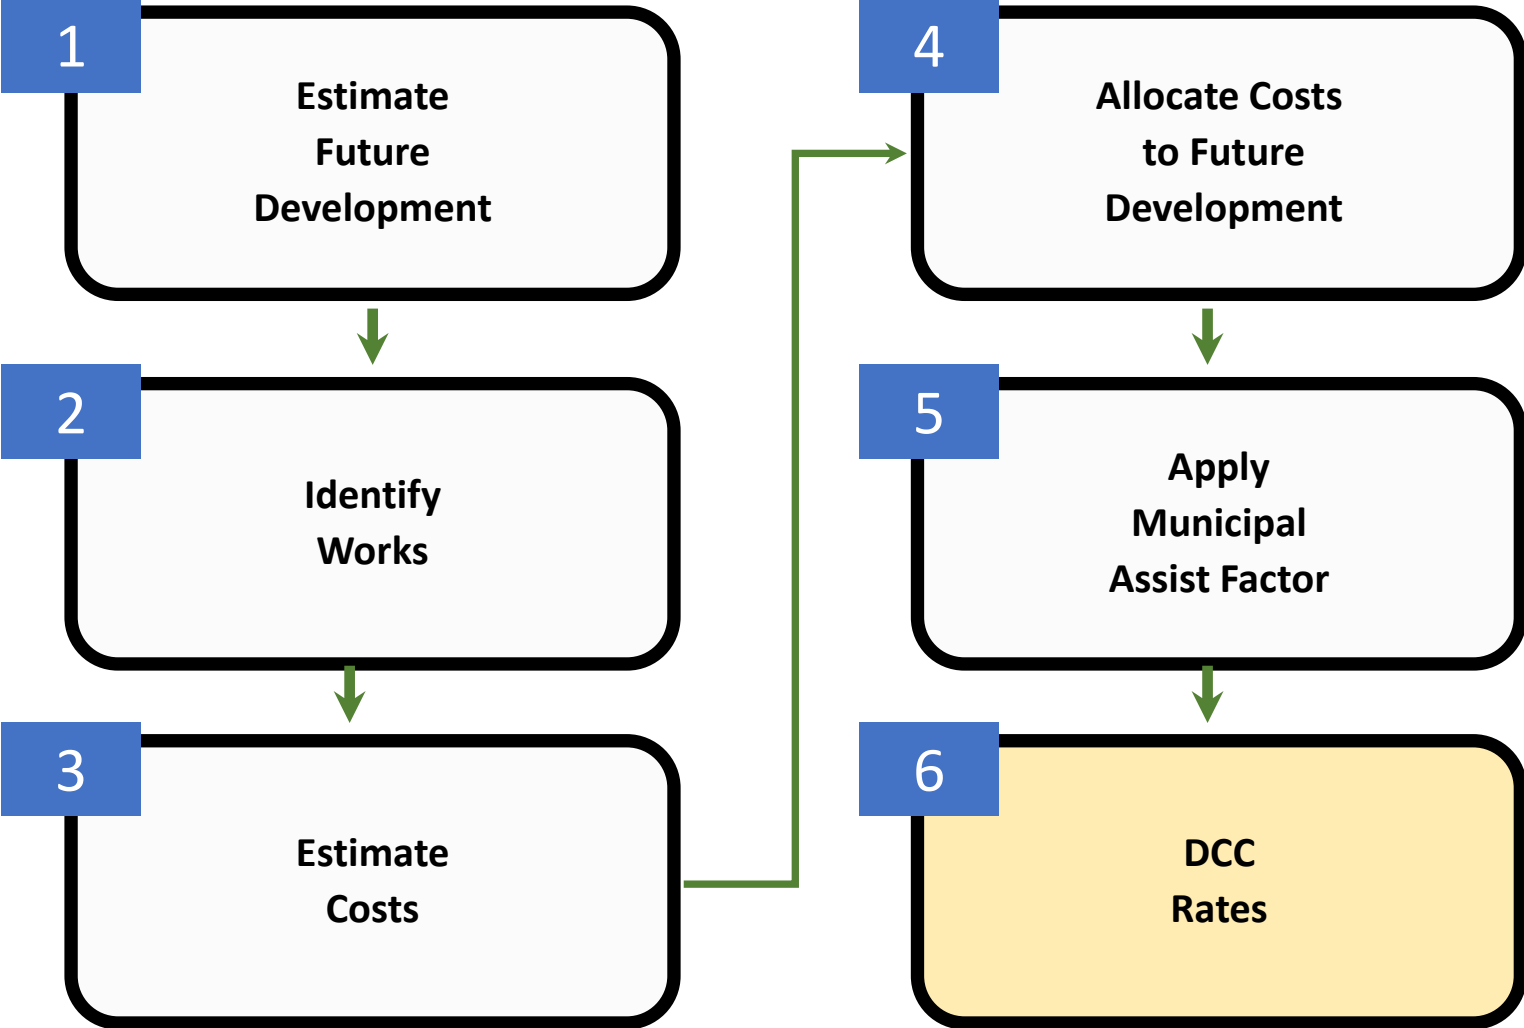 1
Estimate
Future
Development
2
Identify
Works
3
Estimate
Costs
4
Allocate Costs
to Future
Development
5
Apply
Municipal
Assist Factor
6
DCC
Rates